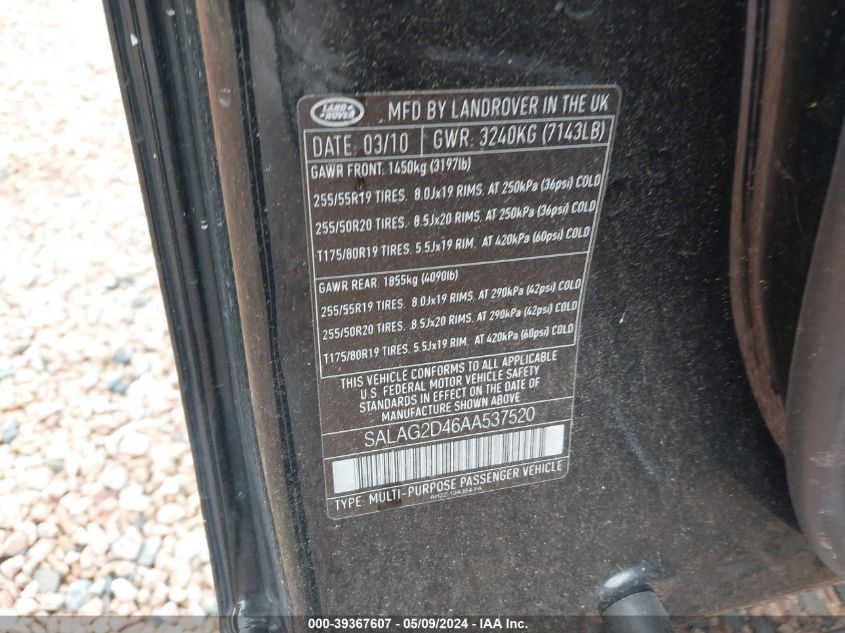 LAND ROVER
MFD BY LANDROVER IN THE UK
DATE: 03/10 GWR: 3240KG (7143LB)
GAWR FRONT: 1450kg (3197lb)
255/55R19 TIRES. 8.0Jx19 RIMS. AT 250kPa (36psi) COLD
255/50R20 TIRES. 8.5Jx20 RIMS. AT 250kPa (36psi) COLD
T175/80R19 TIRES. 5.5Jx19 RIM. AT 420kPa (60psi) COLD
GAWR REAR: 1855kg (4090lb)
255/55R19 TIRES. 8.0Jx19 RIMS. AT 290kPa (42psi) COLD
255/50R20 TIRES. 8.5Jx20 RIMS. AT 290kPa (42psi) COLD
T175/80R19 TIRES. 5.5Jx19 RIM. AT 420kPa (60psi) COLD
THIS VEHICLE CONFORMS TO ALL APPLICABLE
U.S. FEDERAL MOTOR VEHICLE SAFETY
STANDARDS IN EFFECT ON THE DATE OF
MANUFACTURE SHOWN ABOVE
SALAG2D46AA537520
TYPE: MULTI-PURPOSE PASSENGER VEHICLE
000-39367607 - 05/09/2024 - IAA Inc.